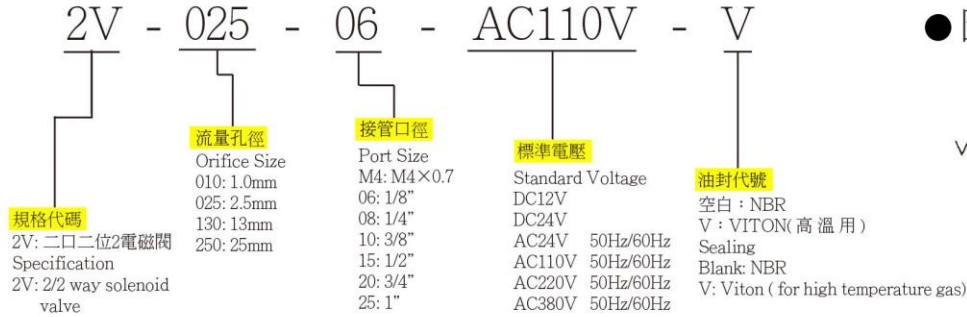 2V - 025 - 06 - AC110V - V
規格代碼
2V: 二口二位2電磁閥
Specification
2V: 2/2 way solenoid
valve
流量孔徑
Orifice Size
010: 1.0mm
025: 2.5mm
130: 13mm
250: 25mm
接管口徑
Port Size
M4: M4×0.7
06: 1/8”
08: 1/4”
10: 3/8”
15: 1/2”
20: 3/4”
25: 1”
標準電壓
Standard Voltage
DC12V
DC24V
AC24V 50Hz/60Hz
AC110V 50Hz/60Hz
AC220V 50Hz/60Hz
AC380V 50Hz/60Hz
油封代號
空白：NBR
V：VITON(高溫用)
Sealing
Blank: NBR
V: Viton ( for high temperature gas)